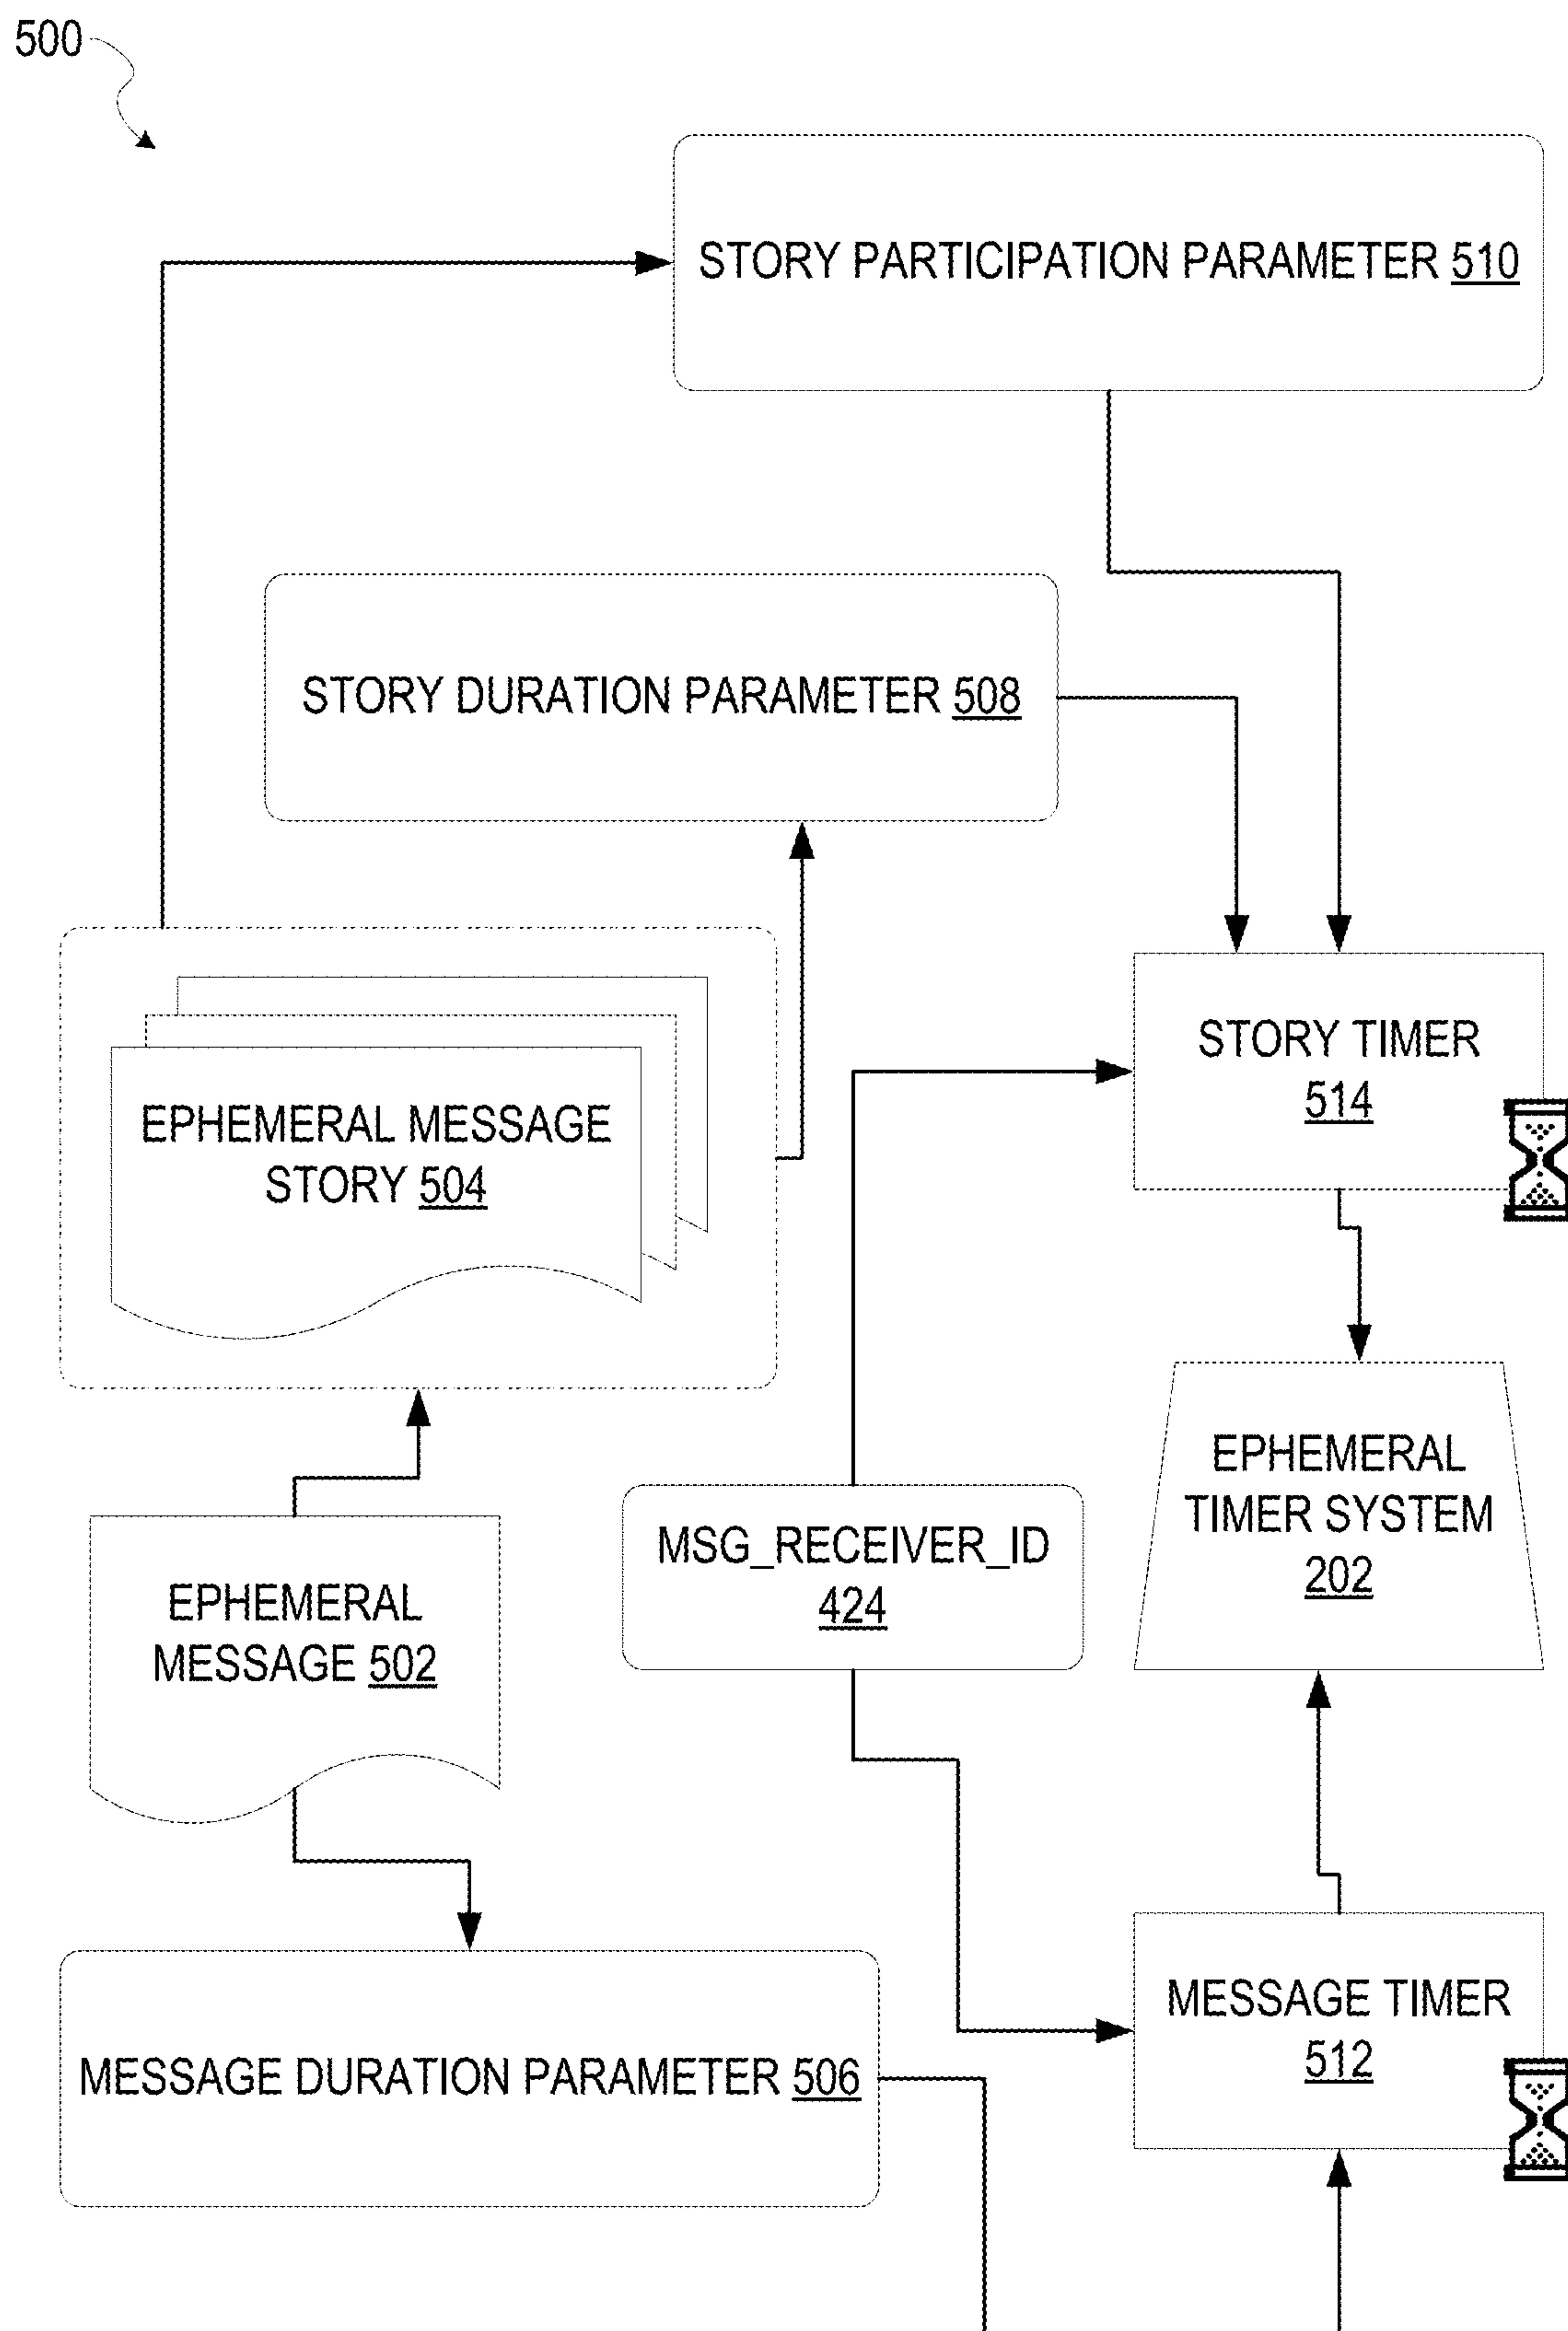 500
STORY PARTICIPATION PARAMETER 510
STORY DURATION PARAMETER 508
STORY TIMER
514
EPHEMERAL MESSAGE
STORY 504
EPHEMERAL
TIMER SYSTEM
202
MSG_RECEIVER_ID
424
EPHEMERAL
MESSAGE 502
MESSAGE TIMER
512
MESSAGE DURATION PARAMETER 506